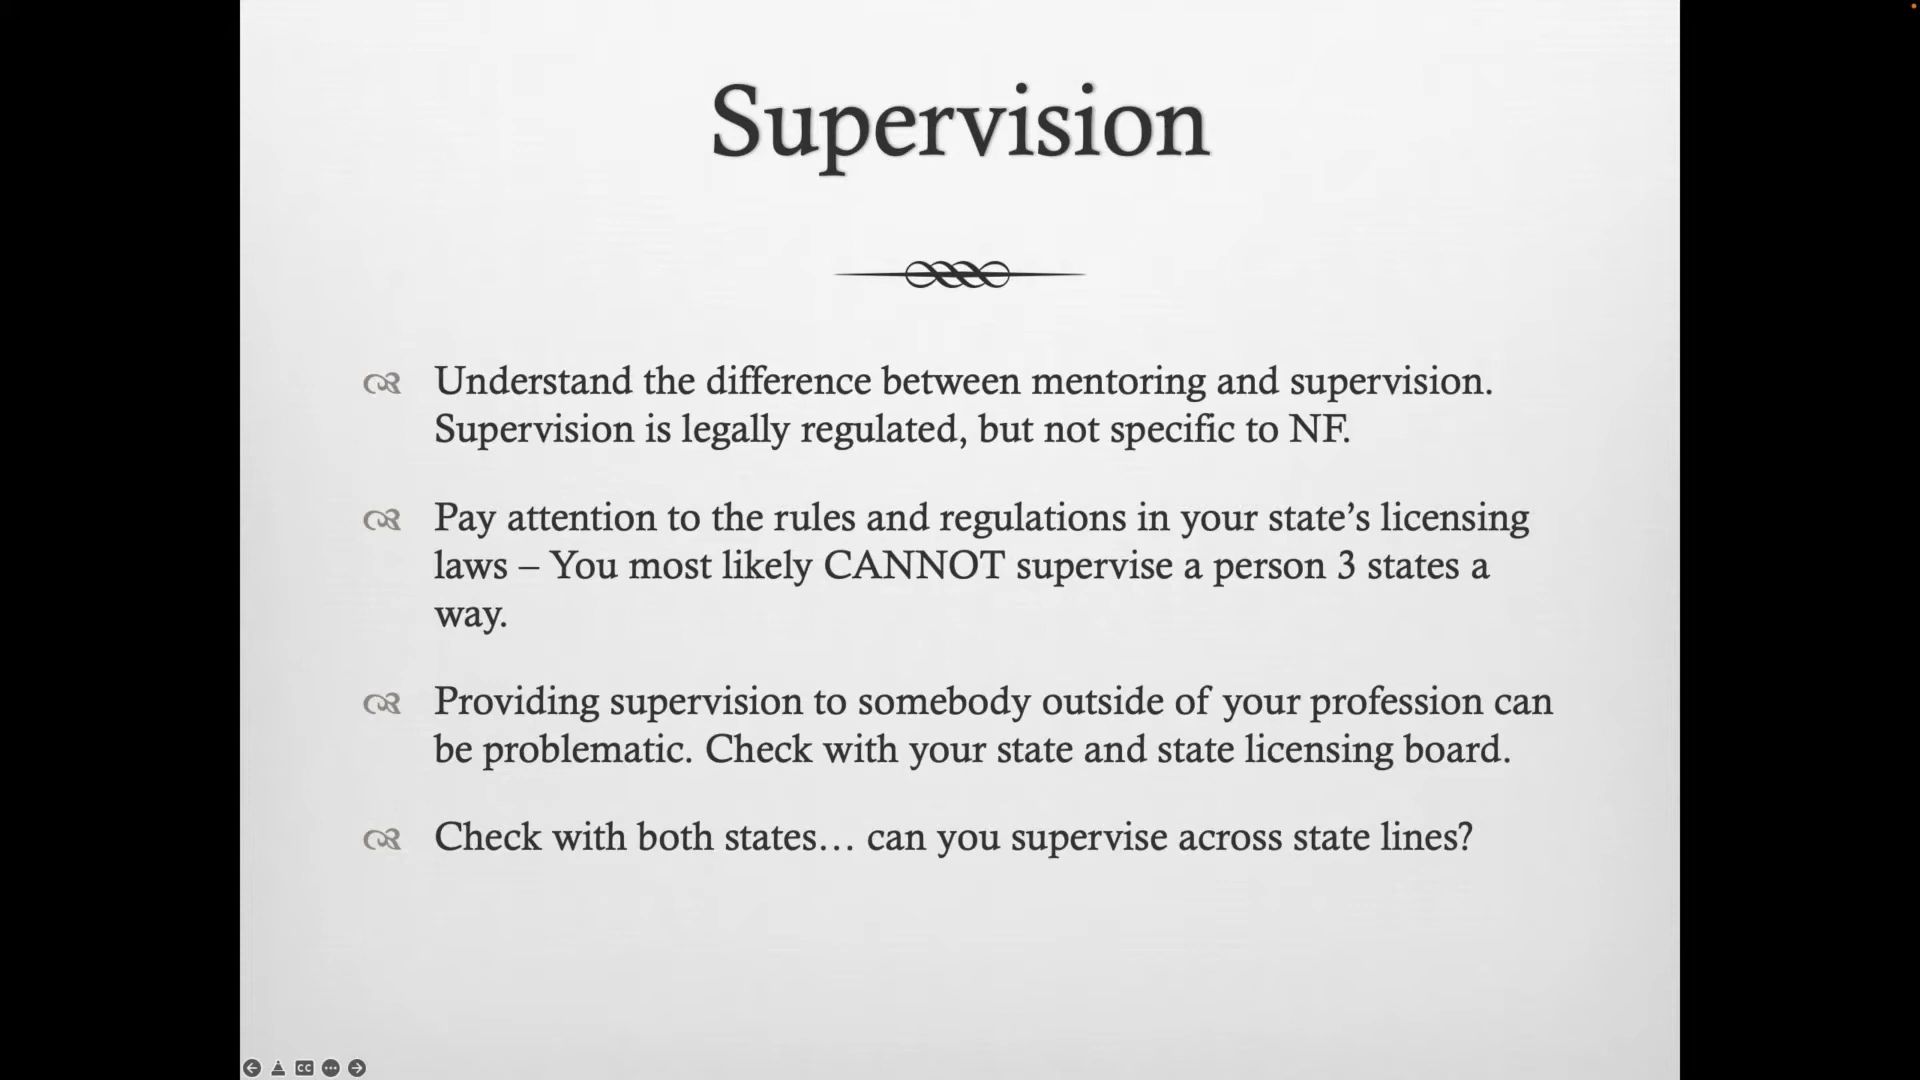 Supervision
Understand the difference between mentoring and supervision.
Supervision is legally regulated, but not specific to NF.
Pay attention to the rules and regulations in your state’s licensing
laws – You most likely CANNOT supervise a person 3 states a
way.
Providing supervision to somebody outside of your profession can
be problematic. Check with your state and state licensing board.
Check with both states… can you supervise across state lines?
CC